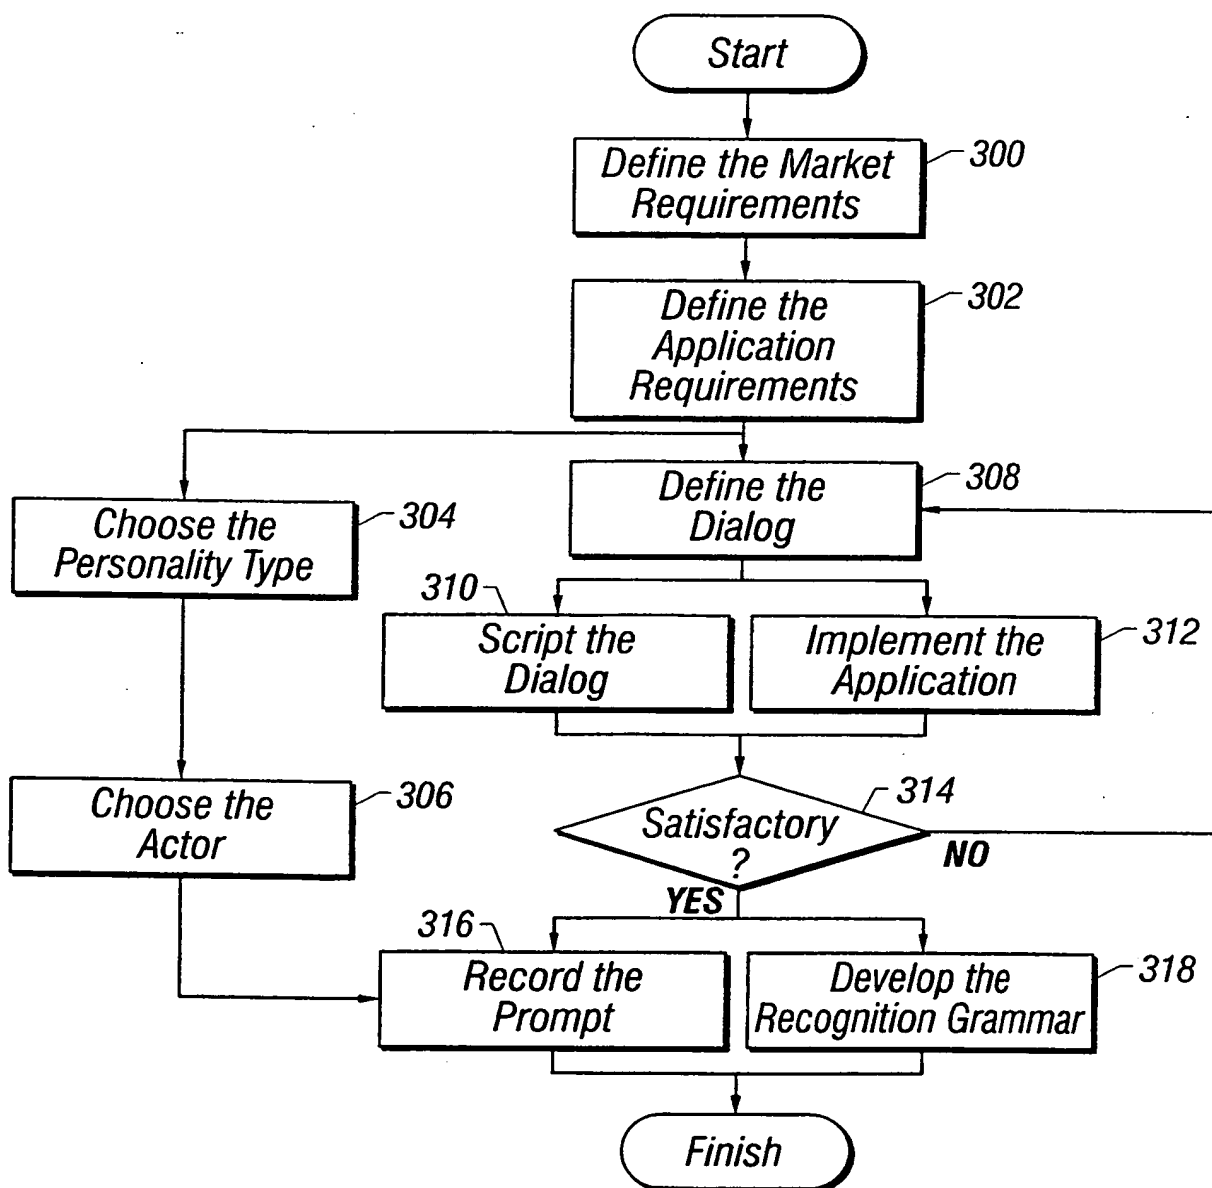 Start
Define the Market
Requirements
300
Define the
Application
Requirements
302
Define the
Dialog
308
Choose the
Personality Type
304
310
Script the
Dialog
Implement the
Application
312
Choose the
Actor
306
Satisfactory
?
314
NO
YES
316
Record the
Prompt
Develop the
Recognition Grammar
318
Finish